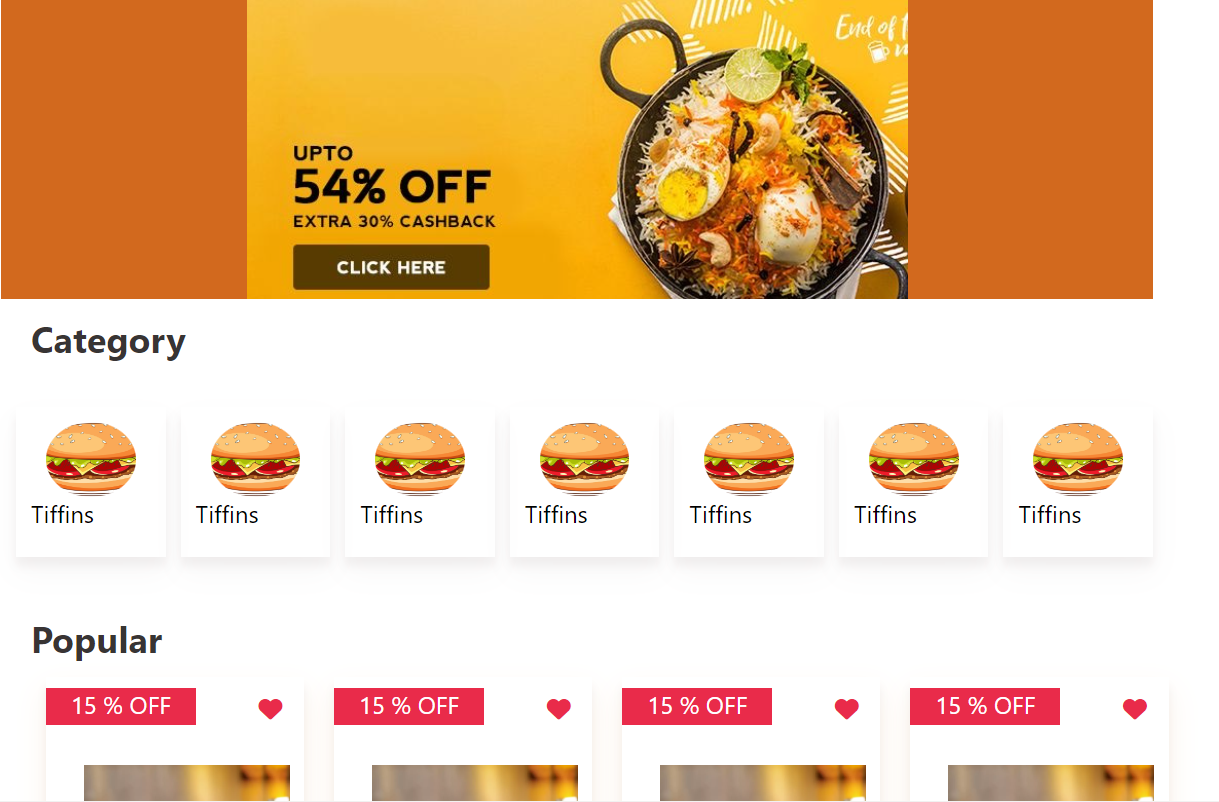 End of
UPTO
54% OFF
EXTRA 30% CASHBACK
CLICK HERE
Category
Tiffins Tiffins Tiffins Tiffins Tiffins Tiffins Tiffins
Popular
15 % OFF 15 % OFF 15 % OFF 15 % OFF